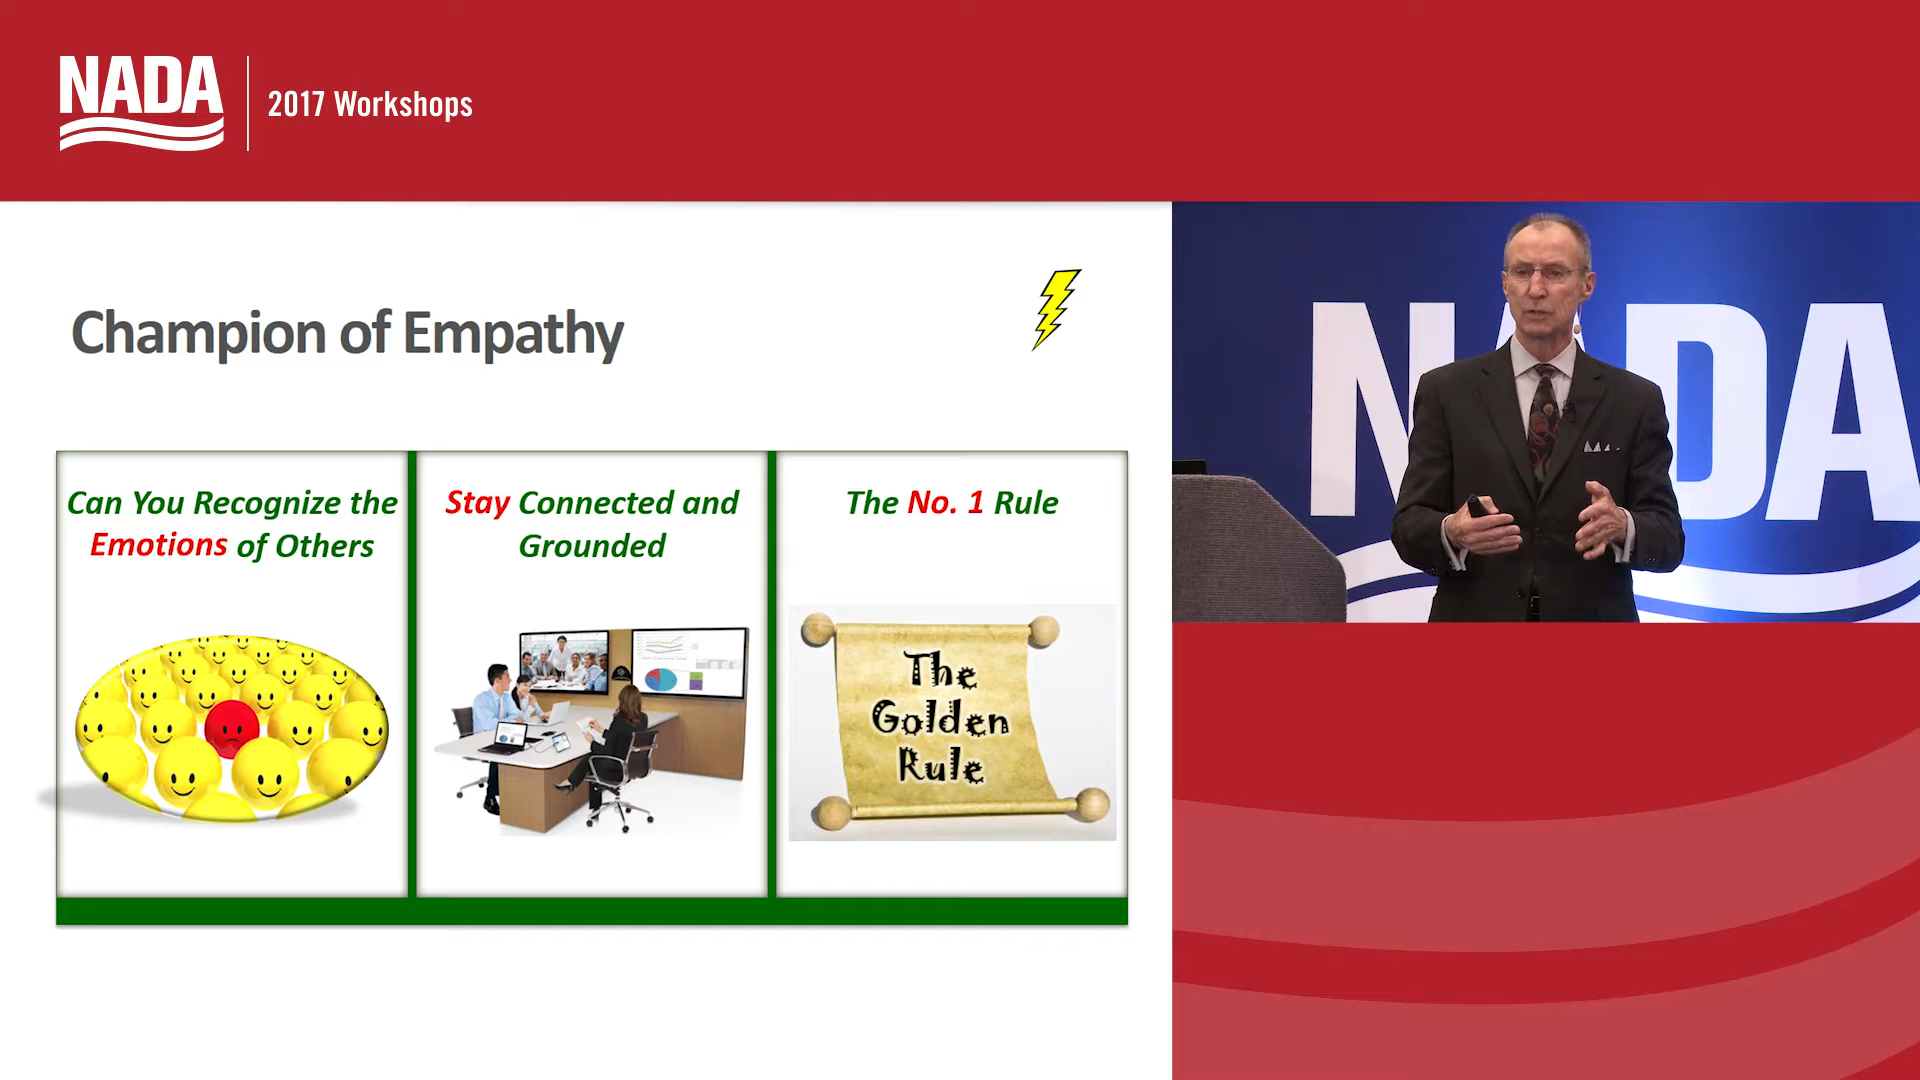 NADA
2017 Workshops
Champion of Empathy
Can You Recognize the
Emotions of Others
Stay Connected and
Grounded
The No. 1 Rule
The
Golden
Rule
NADA